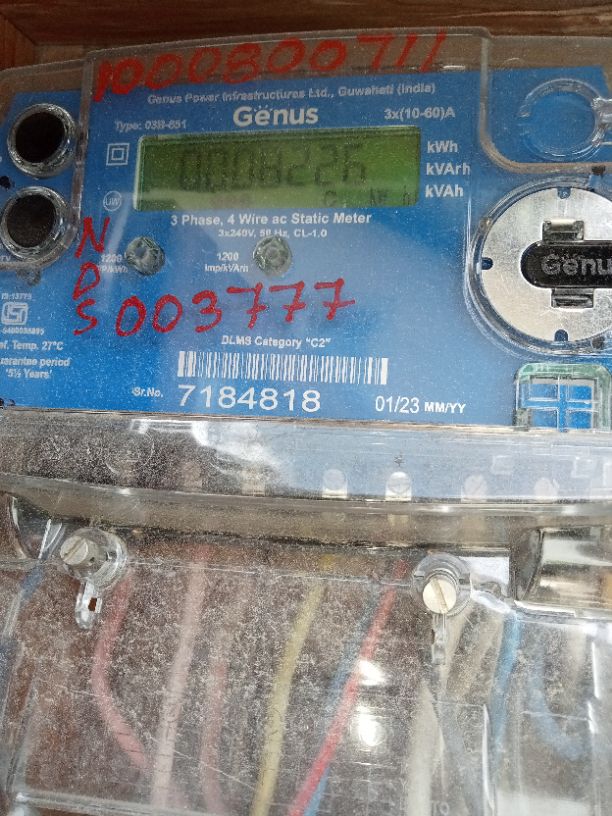 1000800711
Genus Power Infrastructures Ltd., Guwahati (India)
Genus
Type: 03B-651
3x(10-60)A
kWh
kVArh
kVAh
3 Phase, 4 Wire ac Static Meter
3x240V, 50 Hz, CL-1.0
1200
1200
Imp/kVArh
NDS 003777
DLMS Category "C2"
Ref. Temp. 27°C
Guarantee period
'5½ Years'
Sr.No. 7184818
01/23 MM/YY
Genus